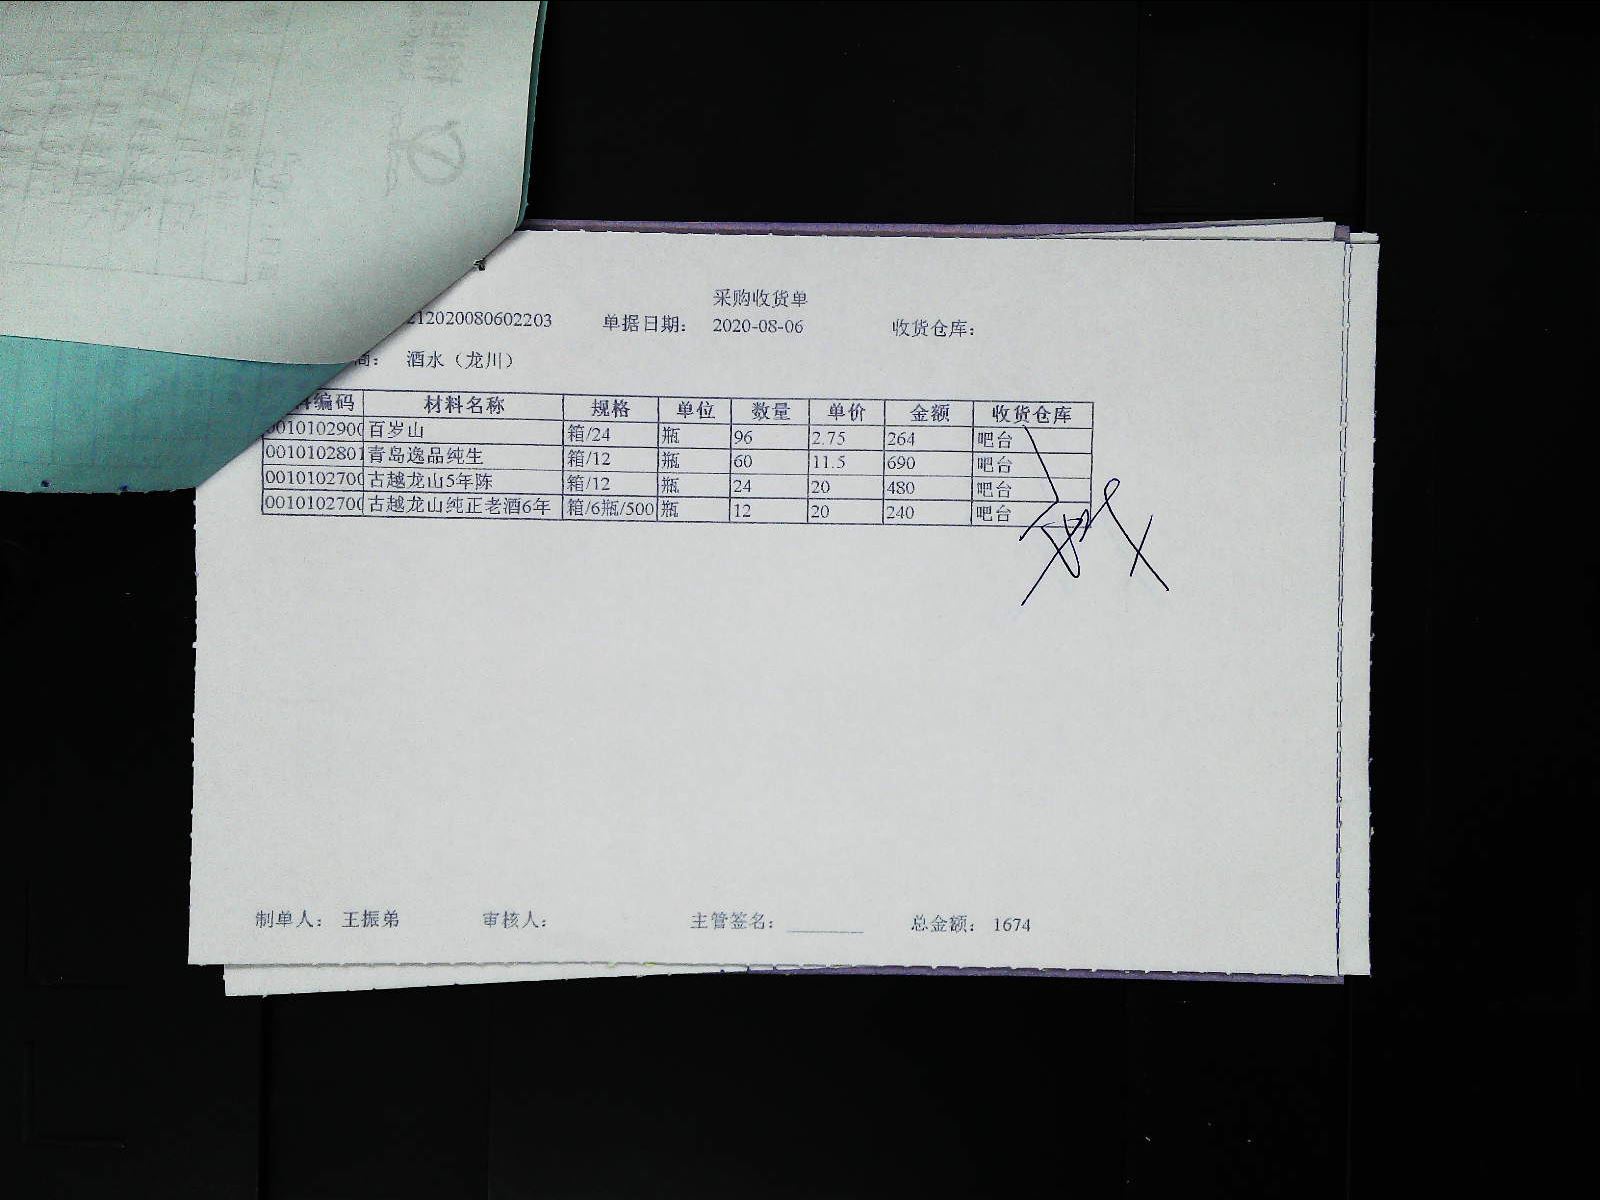 采购收货单
212020080602203 单据日期： 2020-08-06 收货仓库：
商： 酒水（龙川）
编码 材料名称 规格 单位 数量 单价 金额 收货仓库
0010102900 百岁山 箱/24 瓶 96 2.75 264 吧台
0010102801 青岛逸品纯生 箱/12 瓶 60 11.5 690 吧台
0010102700 古越龙山5年陈 箱/12 瓶 24 20 480 吧台
0010102700 古越龙山纯正老酒6年 箱/6瓶/500 瓶 12 20 240 吧台
制单人： 王振弟 审核人： 主管签名： 总金额： 1674